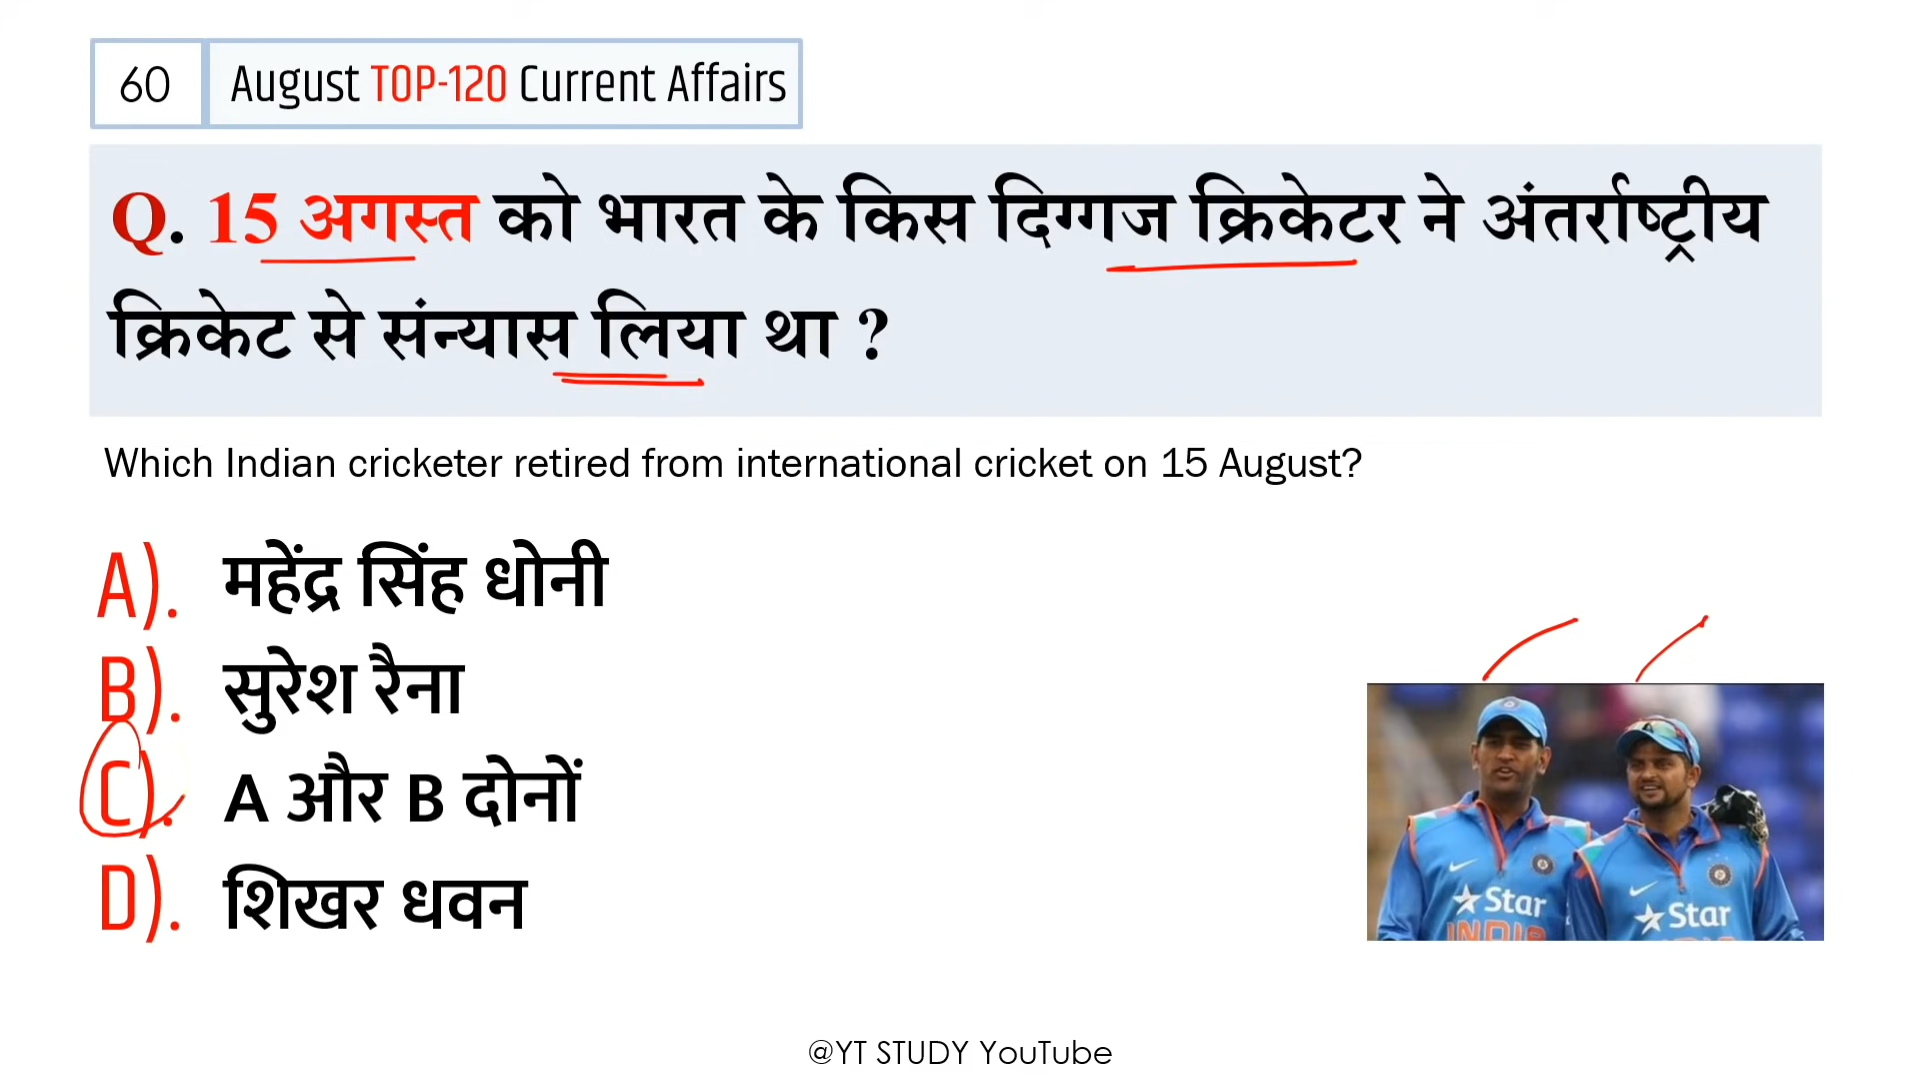 60 August TOP-120 Current Affairs
Q. 15 अगस्त को भारत के किस दिग्गज क्रिकेटर ने अंतर्राष्ट्रीय
क्रिकेट से संन्यास लिया था ?
Which Indian cricketer retired from international cricket on 15 August?
A). महेंद्र सिंह धोनी
B). सुरेश रैना
C). A और B दोनों
D). शिखर धवन
Star
INDIA
Star
@YT STUDY YouTube